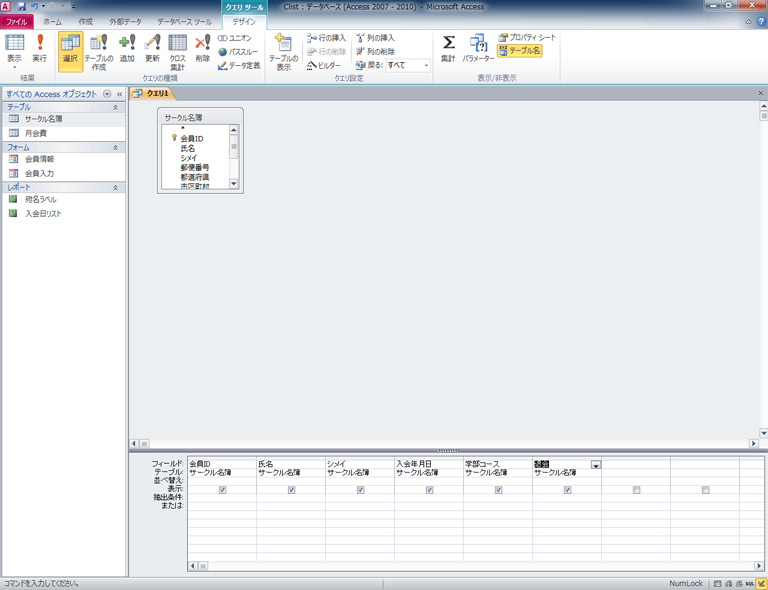 クエリ ツール
Clist : データベース (Access 2007 - 2010) - Microsoft Access
ファイル ホーム 作成 外部データ データベース ツール デザイン
表示 実行 選択 テーブルの作成 追加 更新 クロス集計 削除
ユニオン
パススルー
データ定義
テーブルの表示
行の挿入
行の削除
ビルダー
列の挿入
列の削除
戻る: すべて
集計 パラメーター
プロパティ シート
テーブル名
結果 クエリの種類 クエリ設定 表示/非表示
すべての Access オブジェクト
テーブル
サークル名簿
月会費
フォーム
会員情報
会員入力
レポート
宛名ラベル
入会日リスト
クエリ1
サークル名簿
*
会員ID
氏名
シメイ
郵便番号
都道府県
市区町村
フィールド: 会員ID 氏名 シメイ 入会年月日 学部コース 退会
テーブル: サークル名簿 サークル名簿 サークル名簿 サークル名簿 サークル名簿 サークル名簿
並べ替え:
表示:
抽出条件:
または:
コマンドを入力してください。
NumLock
SQL